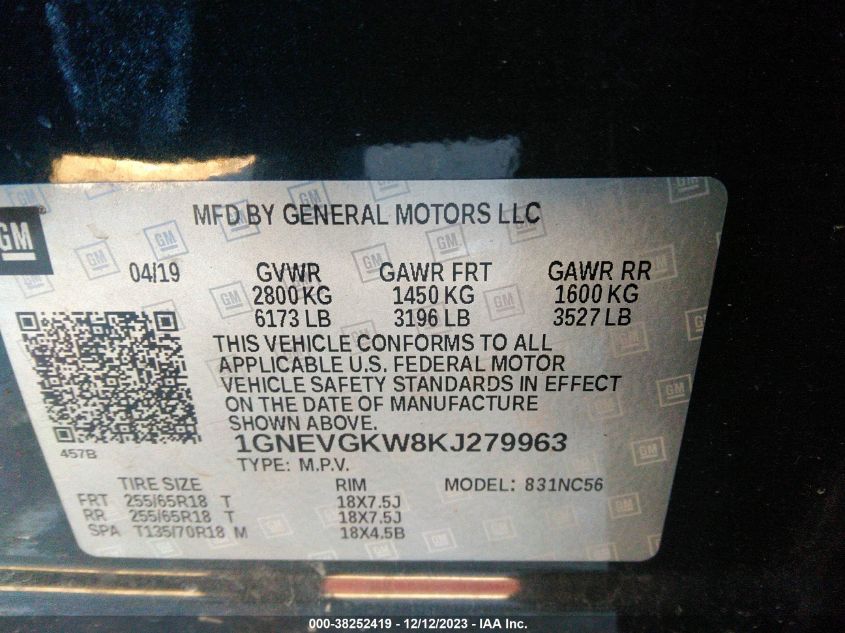 MFD BY GENERAL MOTORS LLC
GM
04/19 GVWR GAWR FRT GAWR RR
2800 KG 1450 KG 1600 KG
6173 LB 3196 LB 3527 LB
THIS VEHICLE CONFORMS TO ALL
APPLICABLE U.S. FEDERAL MOTOR
VEHICLE SAFETY STANDARDS IN EFFECT
ON THE DATE OF MANUFACTURE
SHOWN ABOVE.
457B
1GNEVGKW8KJ279963
TYPE: M.P.V.
TIRE SIZE RIM MODEL: 831NC56
FRT 255/65R18 T 18X7.5J
RR 255/65R18 T 18X7.5J
SPA T135/70R18 M 18X4.5B
000-38252419 - 12/12/2023 - IAA Inc.